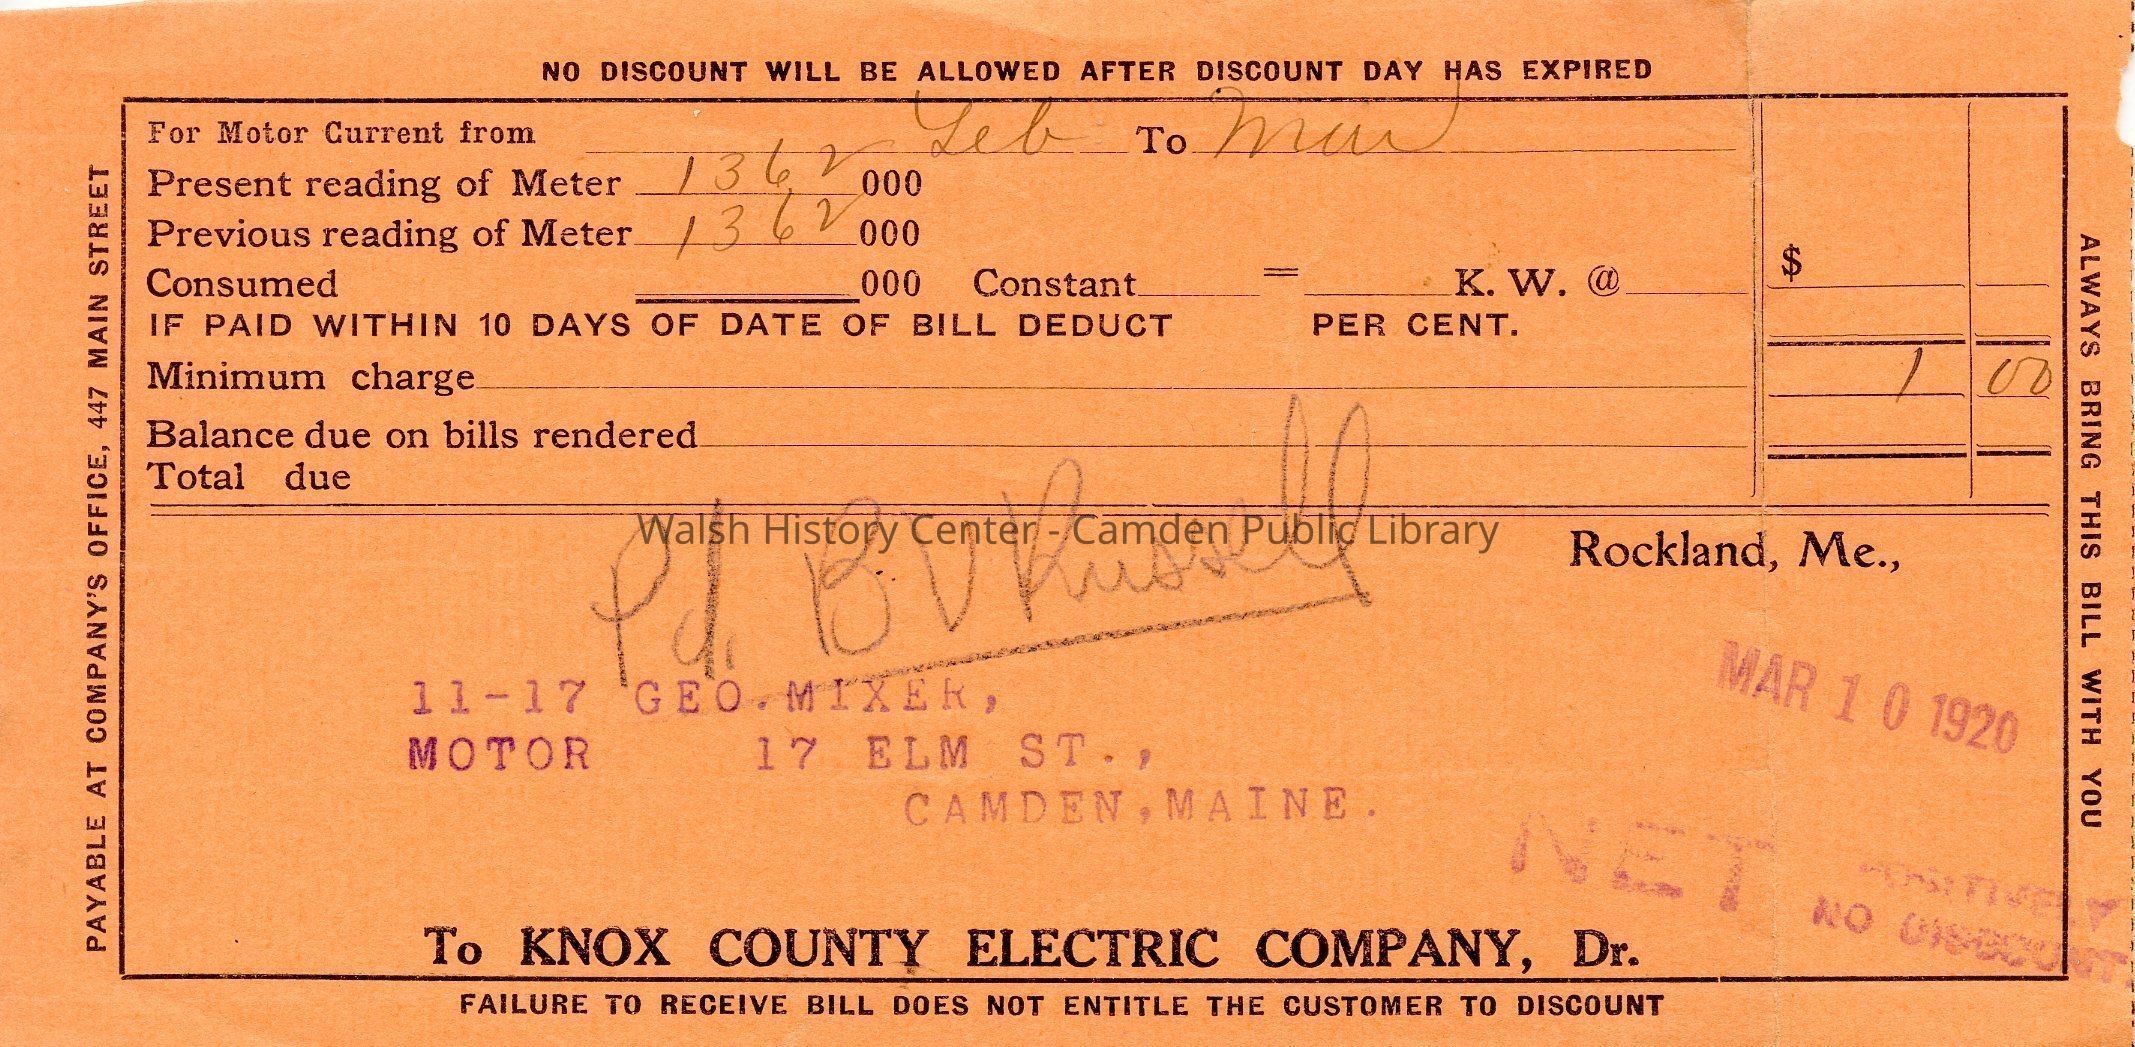 NO DISCOUNT WILL BE ALLOWED AFTER DISCOUNT DAY HAS EXPIRED
PAYABLE AT COMPANY'S OFFICE, 447 MAIN STREET
For Motor Current from Feb To Mar
Present reading of Meter 1362 000
Previous reading of Meter 1362 000
Consumed 000 Constant = K. W. @ $
IF PAID WITHIN 10 DAYS OF DATE OF BILL DEDUCT PER CENT.
Minimum charge 1 00
Balance due on bills rendered
Total due
Walsh History Center - Camden Public Library
Rockland, Me.,
Pd. B V Russell
MAR 10 1920
11-17 GEO. MIXER,
MOTOR 17 ELM ST.,
CAMDEN, MAINE.
NET POSITIVELY
NO DISCOUNT.
To KNOX COUNTY ELECTRIC COMPANY, Dr.
FAILURE TO RECEIVE BILL DOES NOT ENTITLE THE CUSTOMER TO DISCOUNT
ALWAYS BRING THIS BILL WITH YOU